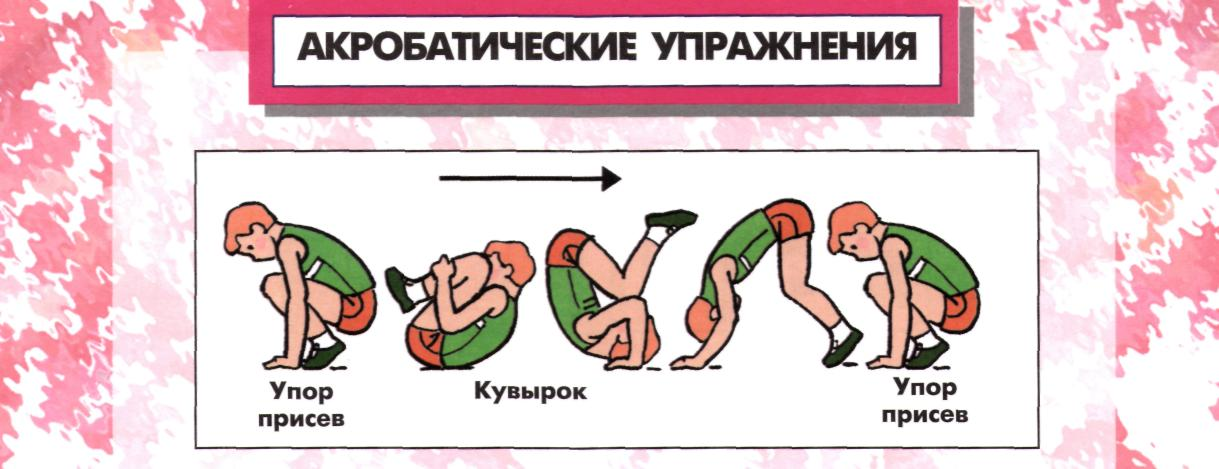 АКРОБАТИЧЕСКИЕ УПРАЖНЕНИЯ
Упор
присев
Кувырок
Упор
присев